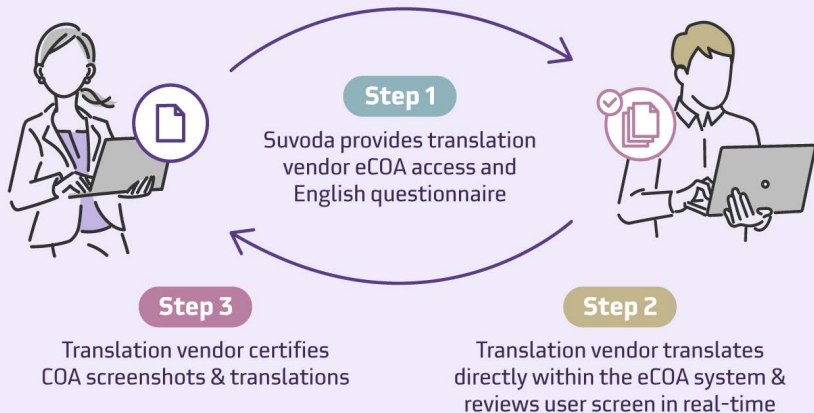 Step 1
Suvoda provides translation
vendor eCOA access and
English questionnaire
Step 3
Translation vendor certifies
COA screenshots & translations
Step 2
Translation vendor translates
directly within the eCOA system &
reviews user screen in real-time